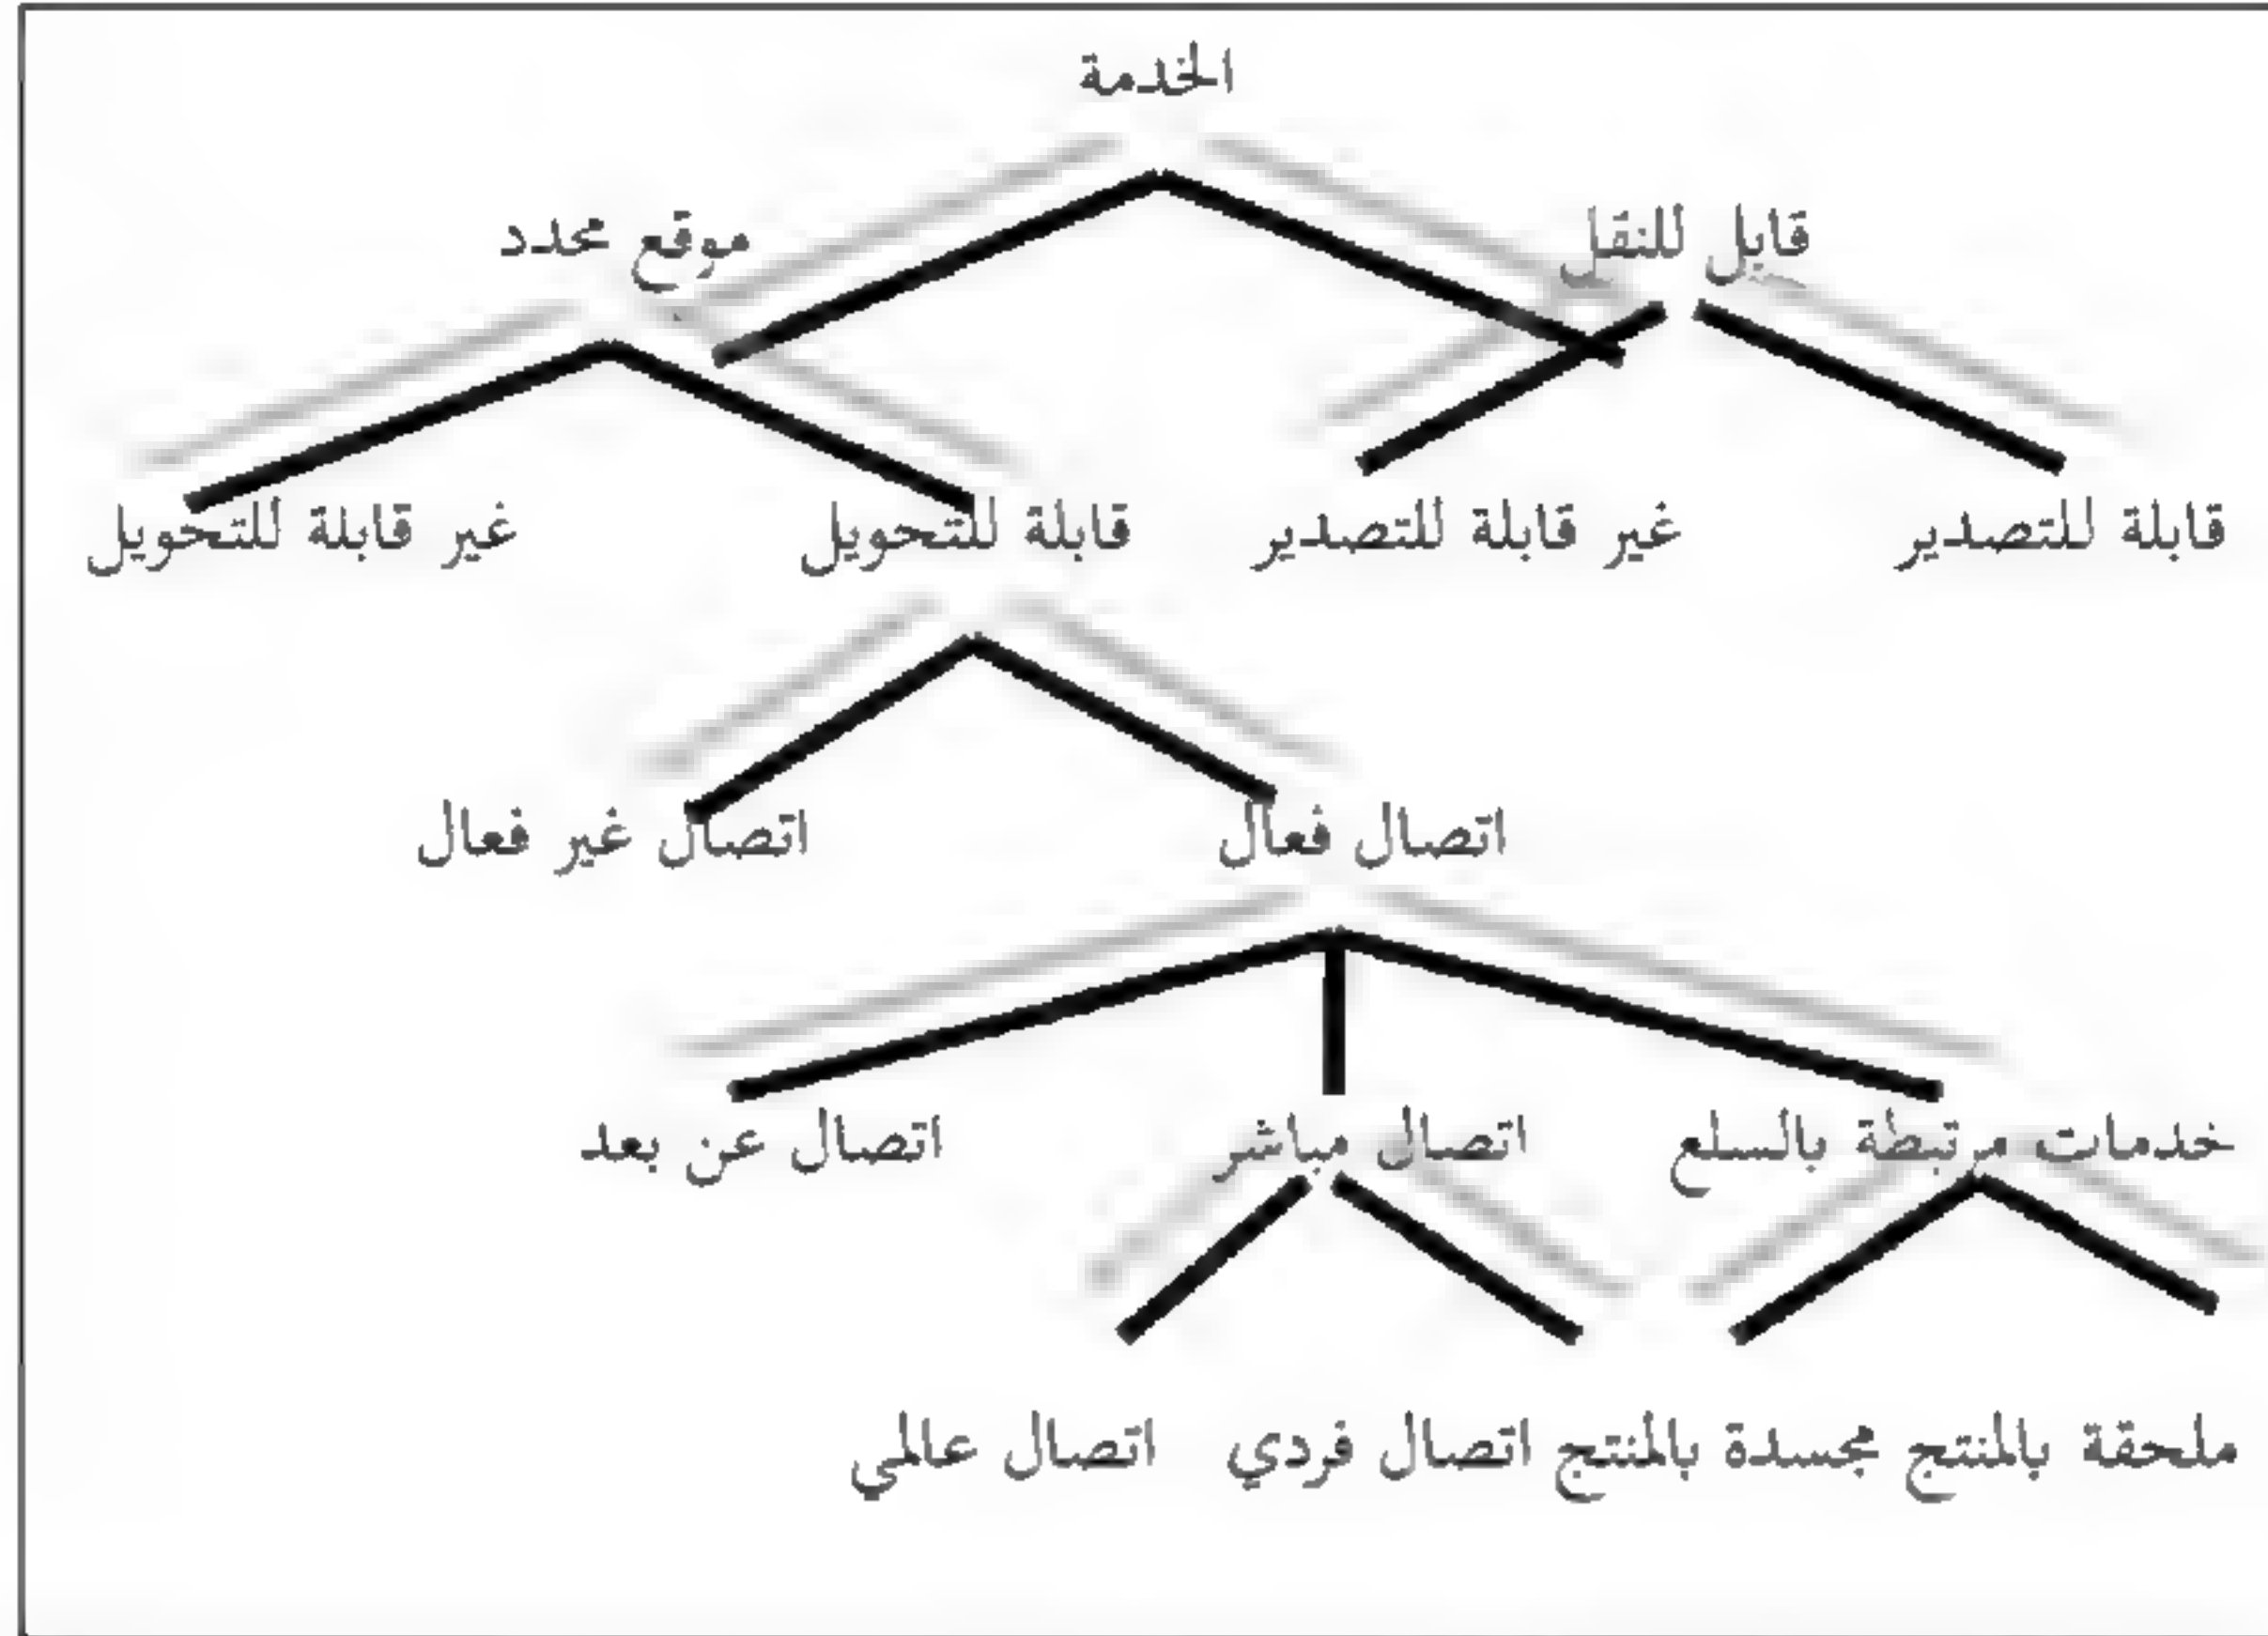 الخدمة
قابل للنقل موقع محدد
قابلة للتصدير غير قابلة للتصدير قابلة للتحويل غير قابلة للتحويل
اتصال فعال اتصال غير فعال
خدمات مرتبطة بالسلع اتصال مباشر اتصال عن بعد
ملحقة بالمنتج مجسدة بالمنتج اتصال فردي اتصال عالمي